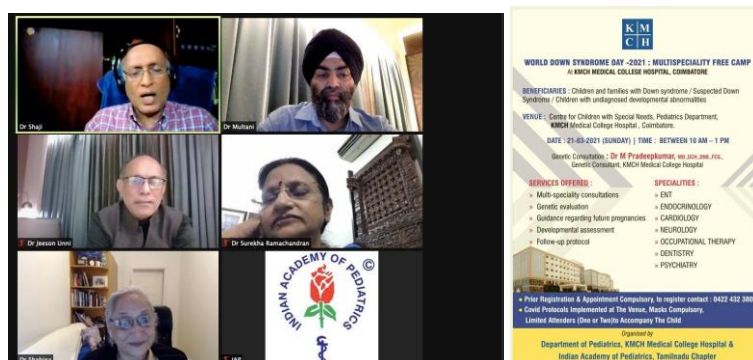 Dr Shaji
Dr Multani
Dr Jeeson Unni
Dr Surekha Ramachandran
INDIAN ACADEMY OF PEDIATRICS
©
IAP
K M
C H
WORLD DOWN SYNDROME DAY -2021 : MULTISPECIALITY FREE CAMP
At KMCH MEDICAL COLLEGE HOSPITAL, COIMBATORE
BENEFICIARIES : Children and families with Down syndrome / Suspected Down
Syndrome / Children with undiagnosed developmental abnormalities
VENUE : Centre for Children with Special Needs, Pediatrics Department,
KMCH Medical College Hospital , Coimbatore.
DATE : 21-03-2021 (SUNDAY) | TIME : BETWEEN 10 AM – 1 PM
Genetic Consultation : Dr M Pradeepkumar,
Genetic Consultant, KMCH Medical College Hospital
SERVICES OFFERED :
» Multi-speciality consultations
» Genetic evaluation
» Guidance regarding future pregnancies
» Developmental assessment
» Follow-up protocol
SPECIALITIES :
» ENT
» ENDOCRINOLOGY
» CARDIOLOGY
» NEUROLOGY
» OCCUPATIONAL THERAPY
» DENTISTRY
» PSYCHIATRY
Prior Registration & Appointment Compulsory, to register contact : 0422 432 380
Covid Protocols Implemented at The Venue, Masks Compulsory,
Limited Attenders (One or Two)to Accompany The Child
Organised by
Department of Pediatrics, KMCH Medical College Hospital &
Indian Academy of Pediatrics, Tamilnadu Chapter